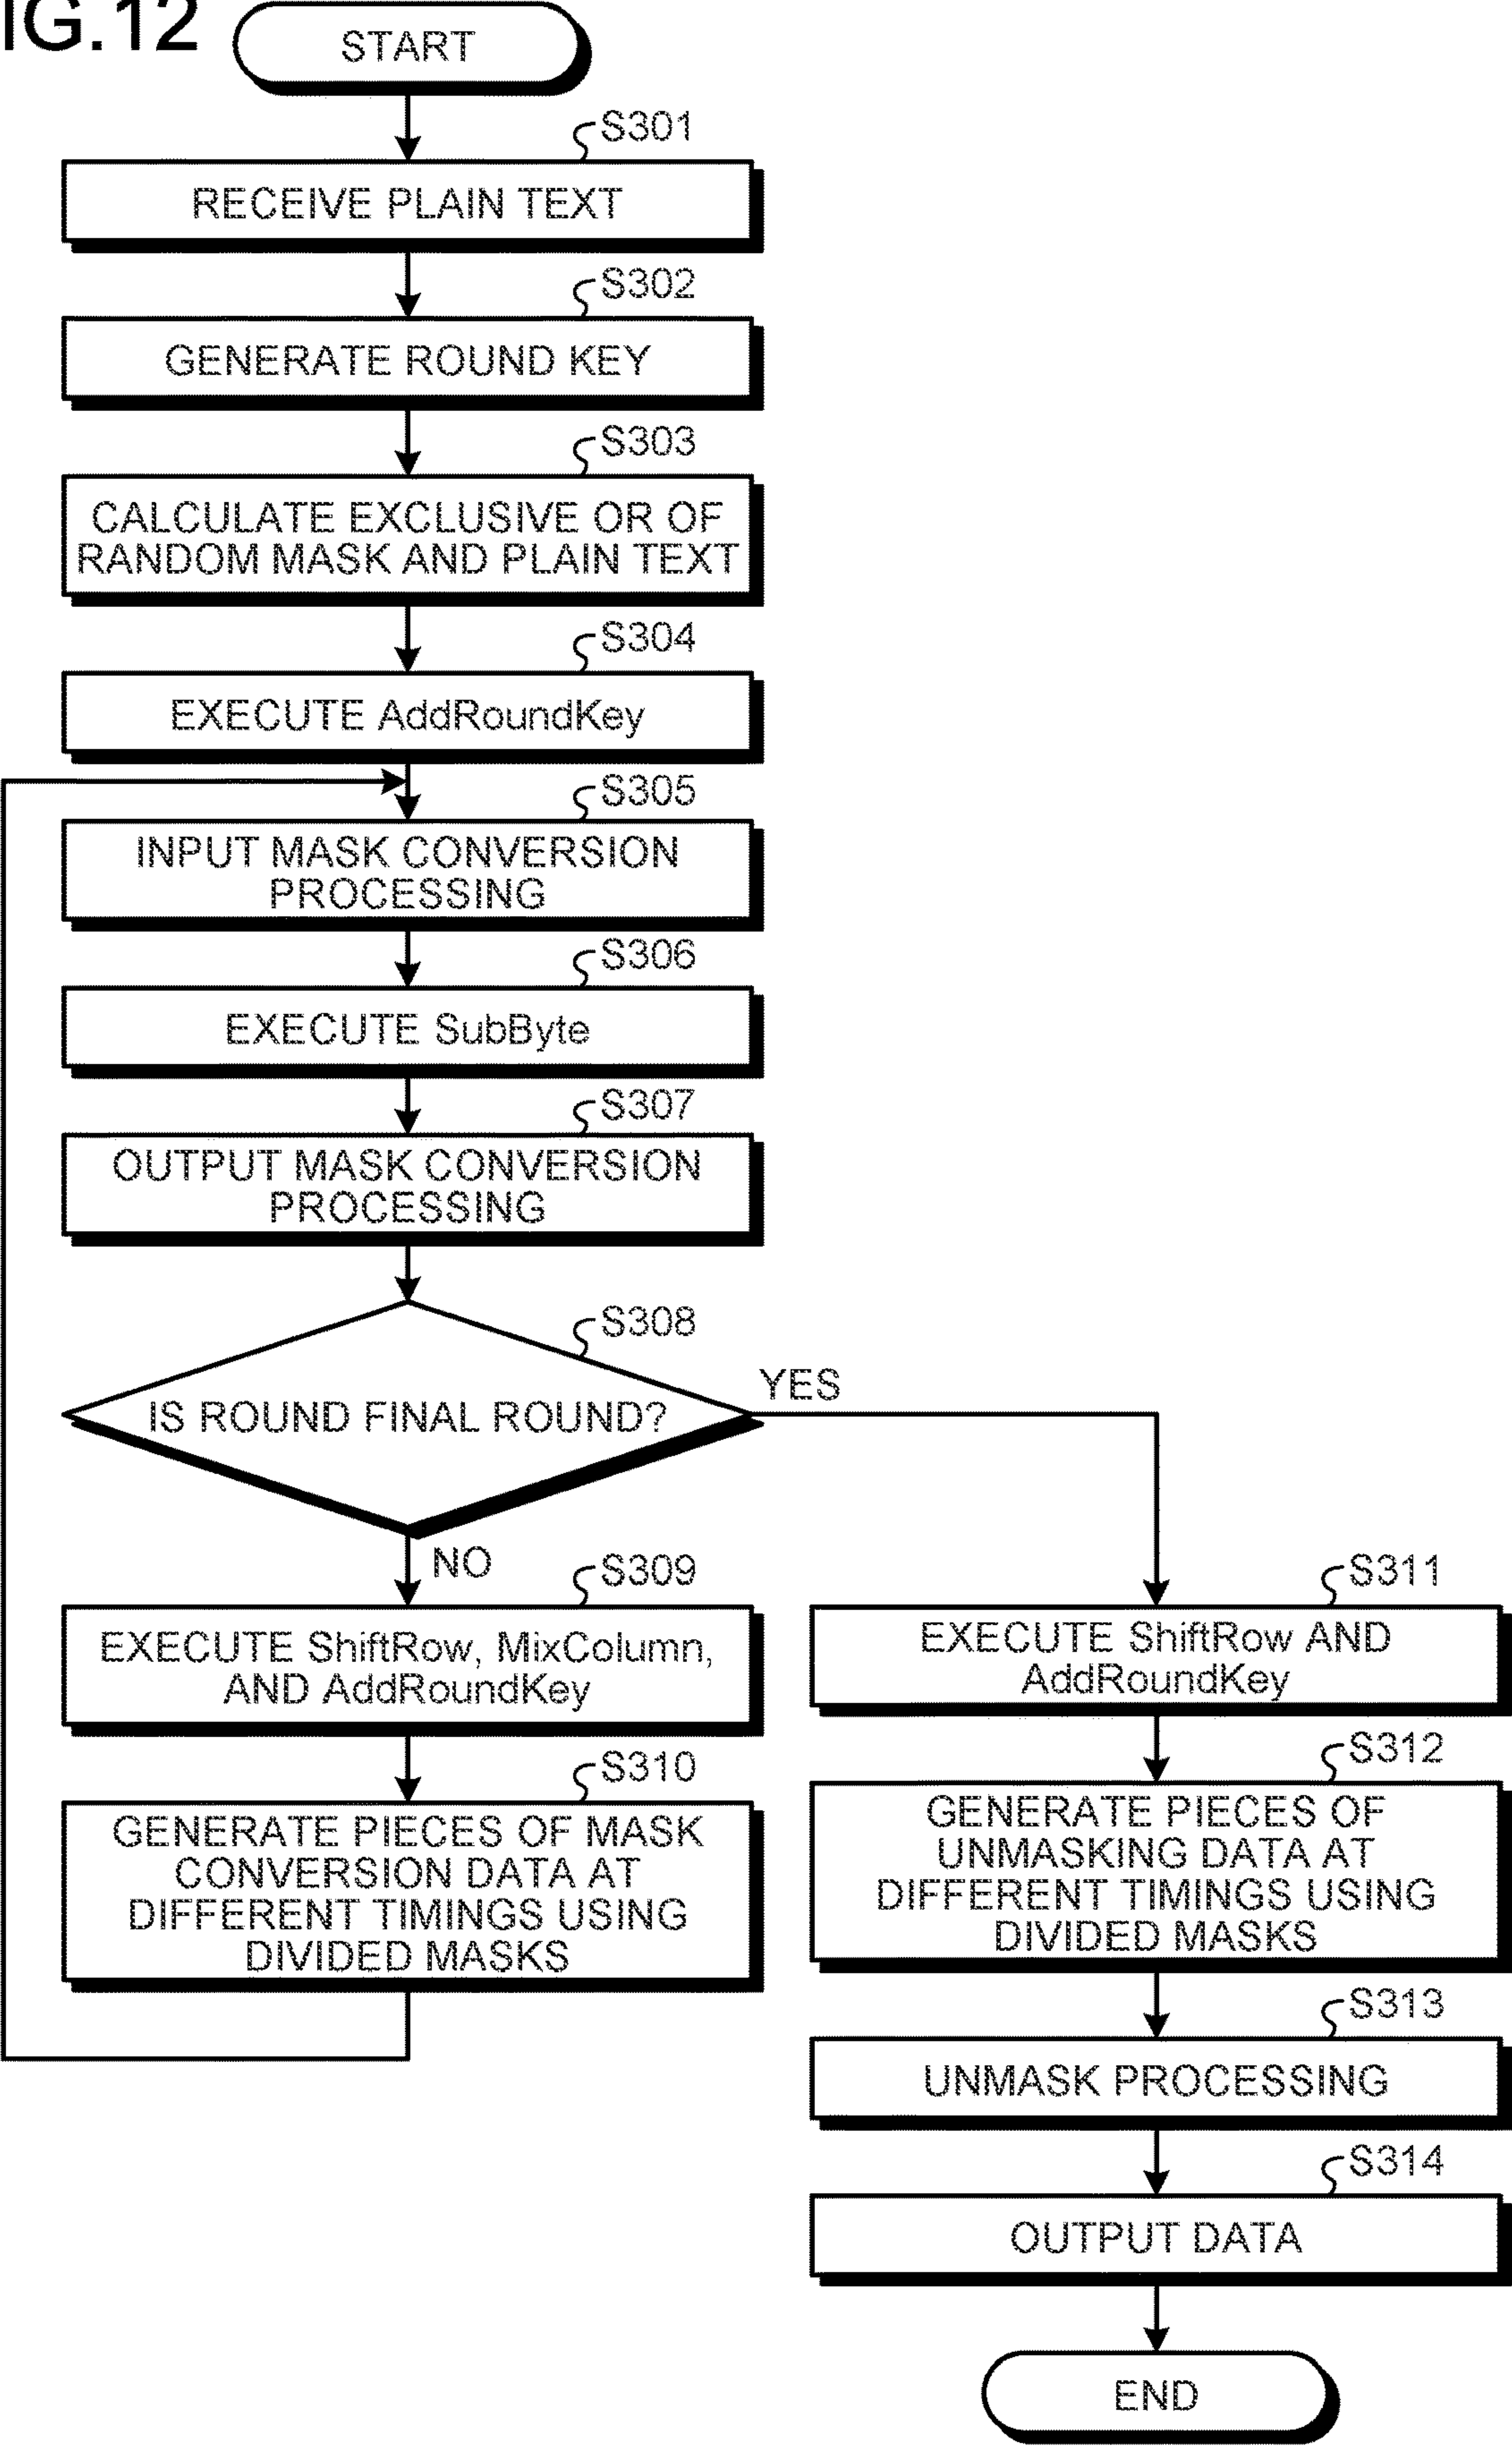 IG.12
START
S301
RECEIVE PLAIN TEXT
S302
GENERATE ROUND KEY
S303
CALCULATE EXCLUSIVE OR OF
RANDOM MASK AND PLAIN TEXT
S304
EXECUTE AddRoundKey
S305
INPUT MASK CONVERSION
PROCESSING
S306
EXECUTE SubByte
S307
OUTPUT MASK CONVERSION
PROCESSING
S308
IS ROUND FINAL ROUND?
YES
NO
S309
EXECUTE ShiftRow, MixColumn,
AND AddRoundKey
S310
GENERATE PIECES OF MASK
CONVERSION DATA AT
DIFFERENT TIMINGS USING
DIVIDED MASKS
S311
EXECUTE ShiftRow AND
AddRoundKey
S312
GENERATE PIECES OF
UNMASKING DATA AT
DIFFERENT TIMINGS USING
DIVIDED MASKS
S313
UNMASK PROCESSING
S314
OUTPUT DATA
END